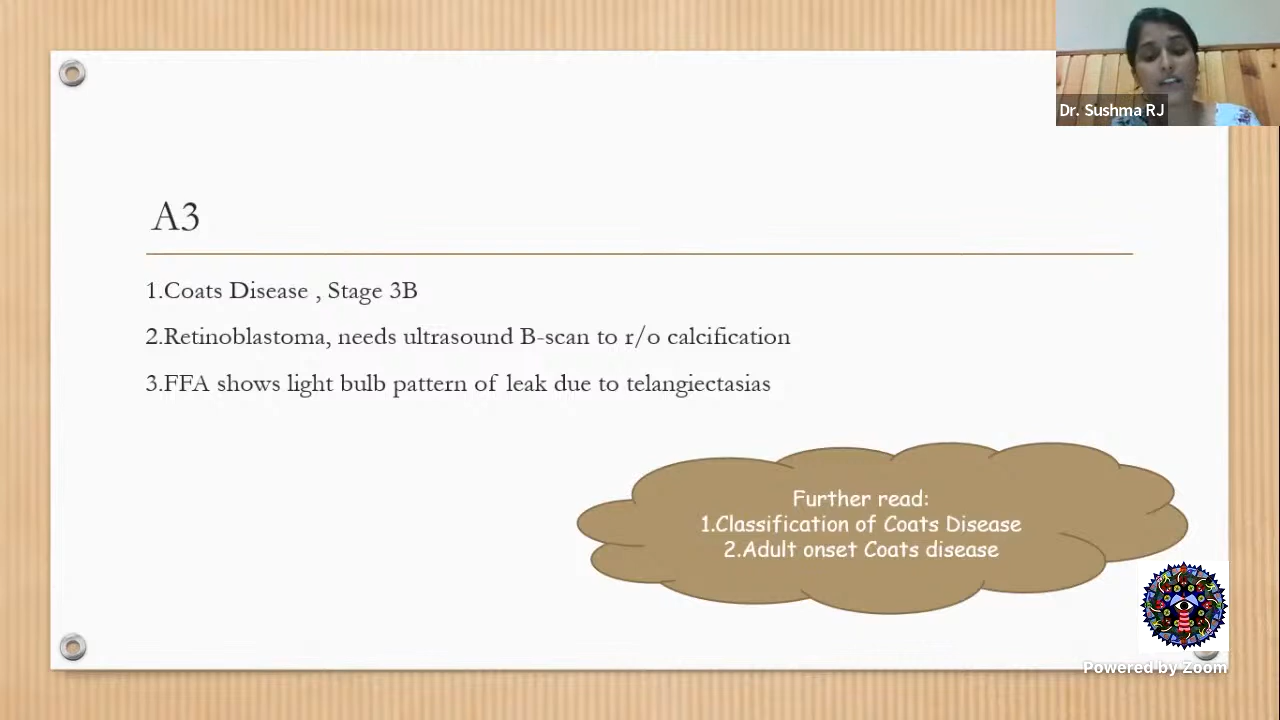 Dr. Sushma RJ
A3
1.Coats Disease , Stage 3B
2.Retinoblastoma, needs ultrasound B-scan to r/o calcification
3.FFA shows light bulb pattern of leak due to telangiectasias
Further read:
1.Classification of Coats Disease
2.Adult onset Coats disease
Powered by Zoom